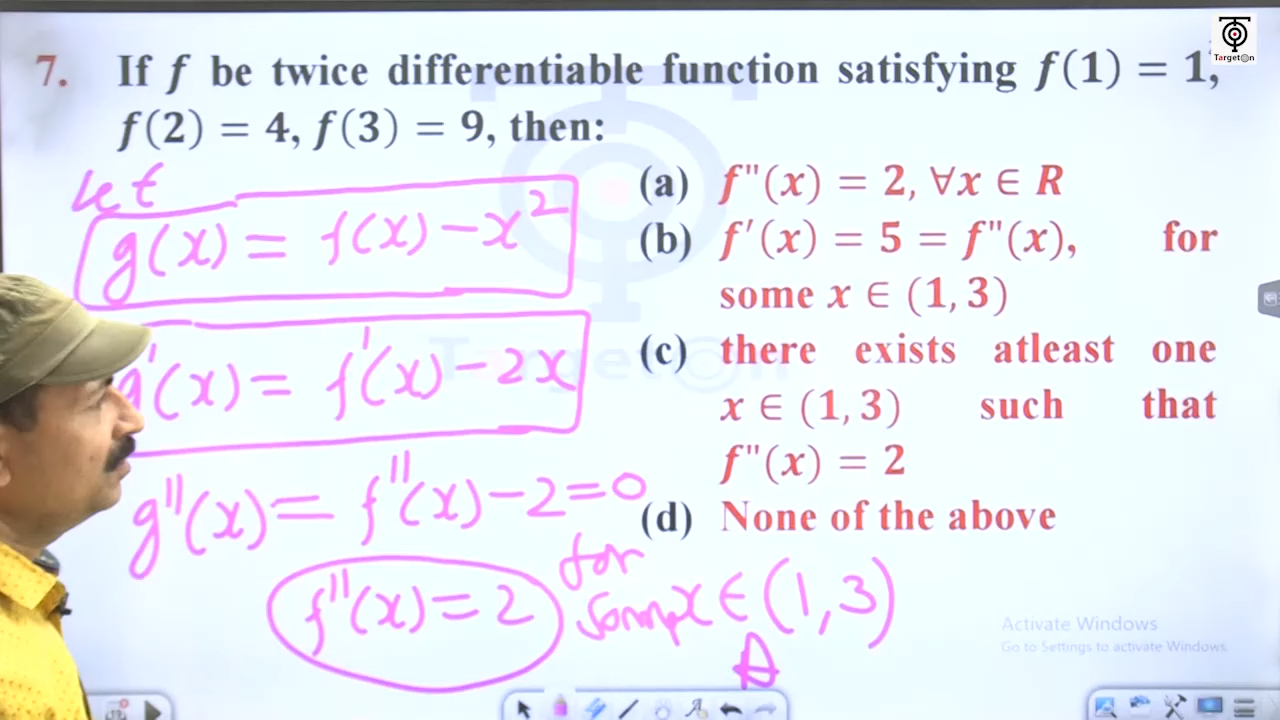 TargetOn
7. If f be twice differentiable function satisfying f(1) = 1,
f(2) = 4, f(3) = 9, then:
let
g(x) = f(x) - x²
g'(x) = f'(x) - 2x
g''(x) = f''(x) - 2 = 0
f''(x) = 2 for
some x ∈ (1, 3)
(a) f"(x) = 2, ∀x ∈ R
(b) f'(x) = 5 = f"(x), for
some x ∈ (1, 3)
(c) there exists atleast one
x ∈ (1, 3) such that
f"(x) = 2
(d) None of the above
TargetOn
Activate Windows
Go to Settings to activate Windows.